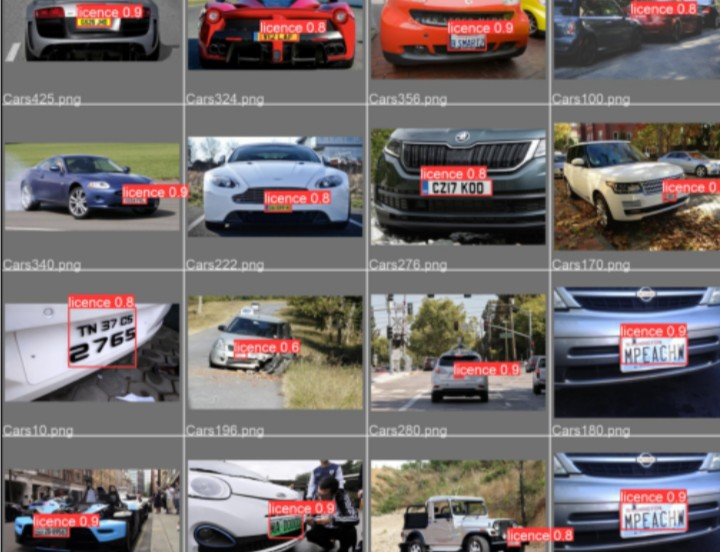 licence 0.9
licence 0.8
V12 LAF
licence 0.9
licence 0.8
Cars425.png
Cars324.png
Cars356.png
Cars100.png
licence 0.9
licence 0.8
licence 0.8
CZ17 KOD
licence 0.
Cars340.png
Cars222.png
Cars276.png
Cars170.png
licence 0.8
TN 37 CS
2765
licence 0.6
licence 0.9
licence 0.9
MPEACHW
Cars10.png
Cars196.png
Cars280.png
Cars180.png
licence 0.9
licence 0.9
licence 0.8
licence 0.9
MPEACHW